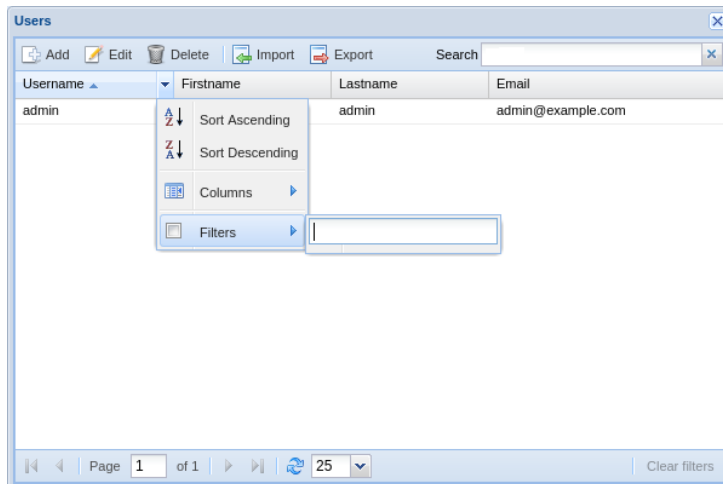 Users
Add Edit Delete Import Export Search
Username Firstname Lastname Email
admin admin admin@example.com
Sort Ascending
Sort Descending
Columns
Filters
Page 1 of 1 25 Clear filters